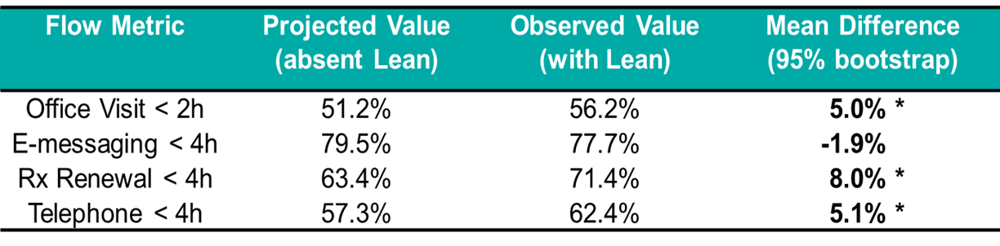 Flow Metric Projected Value Observed Value Mean Difference
(absent Lean) (with Lean) (95% bootstrap)
Office Visit < 2h 51.2% 56.2% 5.0% *
E-messaging < 4h 79.5% 77.7% -1.9%
Rx Renewal < 4h 63.4% 71.4% 8.0% *
Telephone < 4h 57.3% 62.4% 5.1% *